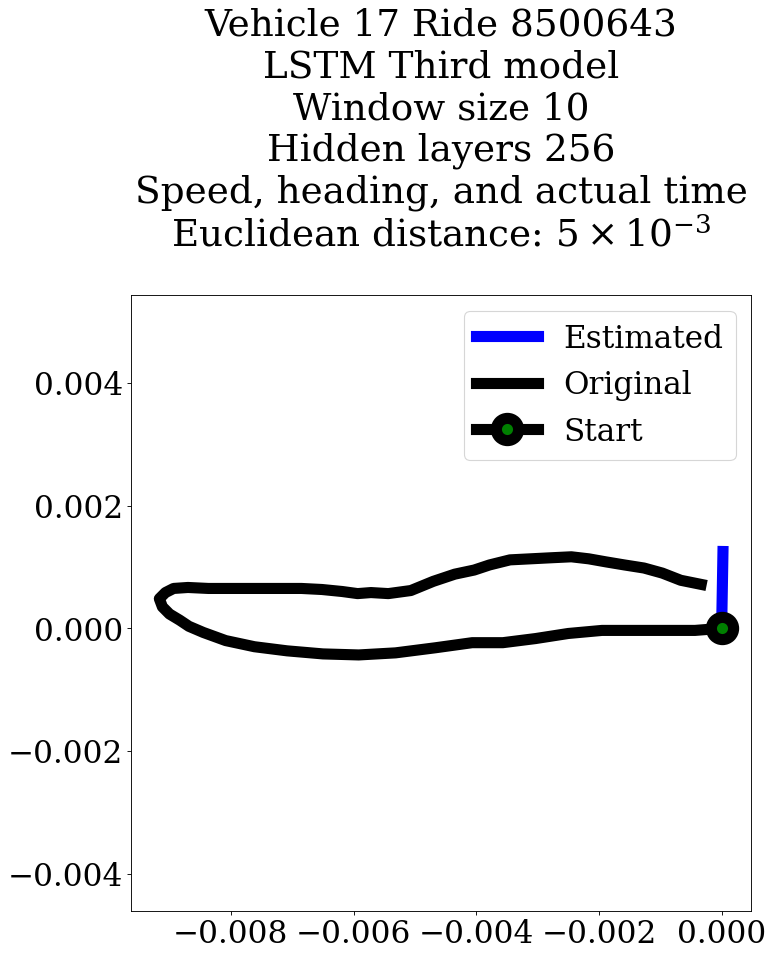 Vehicle 17 Ride 8500643
LSTM Third model
Window size 10
Hidden layers 256
Speed, heading, and actual time
Euclidean distance: 5 × 10⁻³
Estimated
Original
Start
0.004
0.002
0.000
−0.002
−0.004
−0.008 −0.006 −0.004 −0.002 0.000